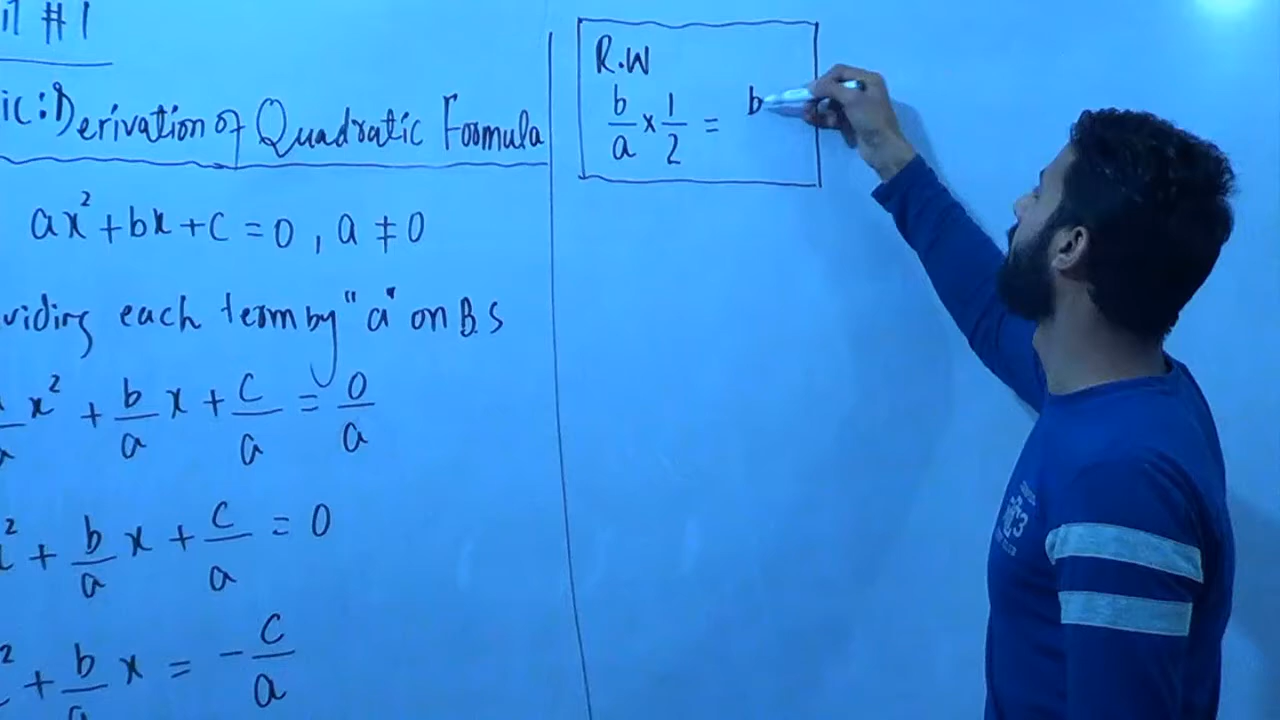 #1
ic: Derivation of Quadratic Formula
ax² + bx + c = 0, a ≠ 0
viding each term by "a" on B.S
x² + b/a x + c/a = 0/a
² + b/a x + c/a = 0
² + b/a x = - c/a
R.W
b/a × 1/2 = b